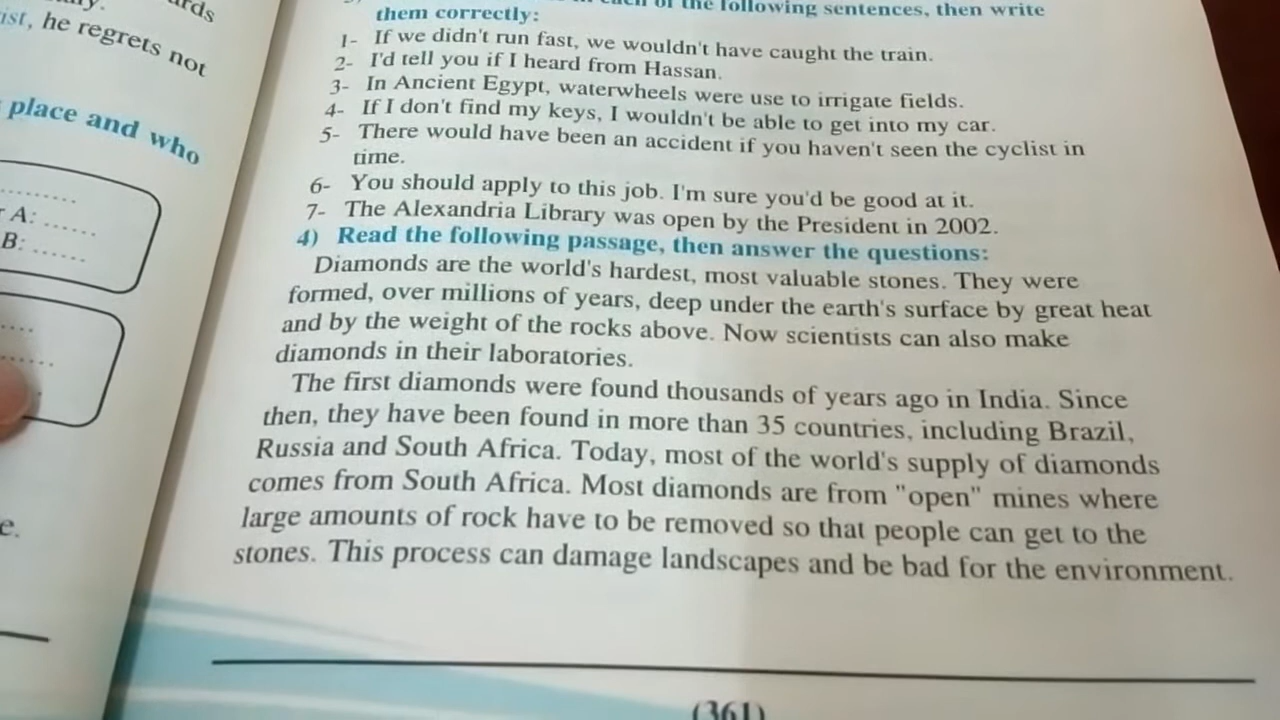 ards
ist, he regrets not
place and who
A: ......
B: ......
e.
of the following sentences, then write
them correctly:
1- If we didn't run fast, we wouldn't have caught the train.
2- I'd tell you if I heard from Hassan.
3- In Ancient Egypt, waterwheels were use to irrigate fields.
4- If I don't find my keys, I wouldn't be able to get into my car.
5- There would have been an accident if you haven't seen the cyclist in
time.
6- You should apply to this job. I'm sure you'd be good at it.
7- The Alexandria Library was open by the President in 2002.
4) Read the following passage, then answer the questions:
Diamonds are the world's hardest, most valuable stones. They were
formed, over millions of years, deep under the earth's surface by great heat
and by the weight of the rocks above. Now scientists can also make
diamonds in their laboratories.
The first diamonds were found thousands of years ago in India. Since
then, they have been found in more than 35 countries, including Brazil,
Russia and South Africa. Today, most of the world's supply of diamonds
comes from South Africa. Most diamonds are from "open" mines where
large amounts of rock have to be removed so that people can get to the
stones. This process can damage landscapes and be bad for the environment.
(361)